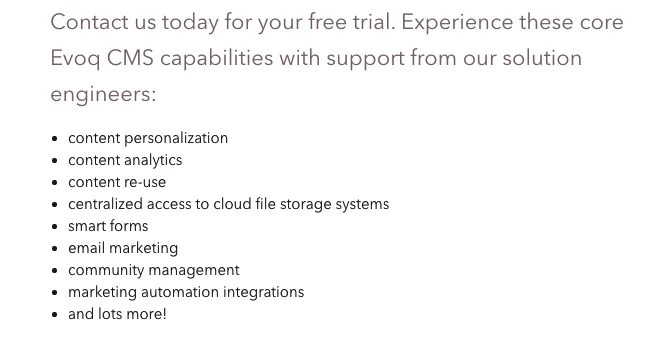 Contact us today for your free trial. Experience these core
Evoq CMS capabilities with support from our solution
engineers:
• content personalization
• content analytics
• content re-use
• centralized access to cloud file storage systems
• smart forms
• email marketing
• community management
• marketing automation integrations
• and lots more!